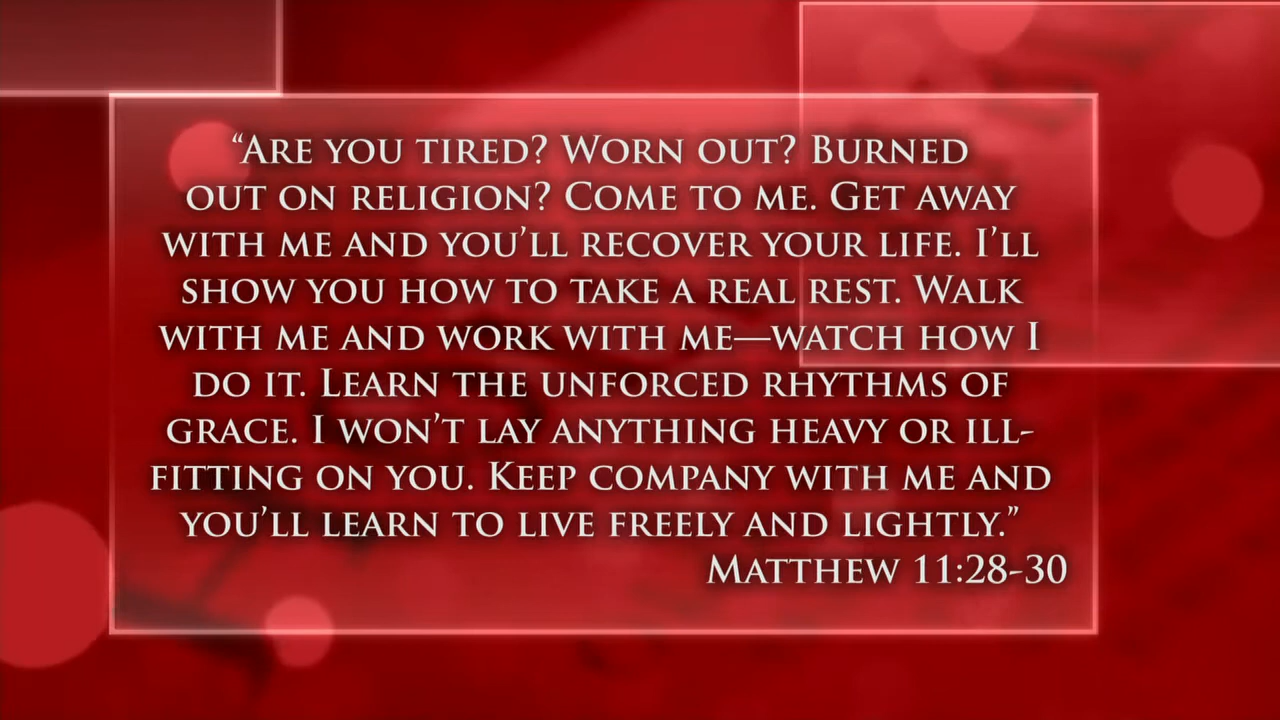 “Are you tired? Worn out? Burned
out on religion? Come to me. Get away
with me and you’ll recover your life. I’ll
show you how to take a real rest. Walk
with me and work with me—watch how I
do it. Learn the unforced rhythms of
grace. I won’t lay anything heavy or ill-
fitting on you. Keep company with me and
you’ll learn to live freely and lightly.”
Matthew 11:28-30